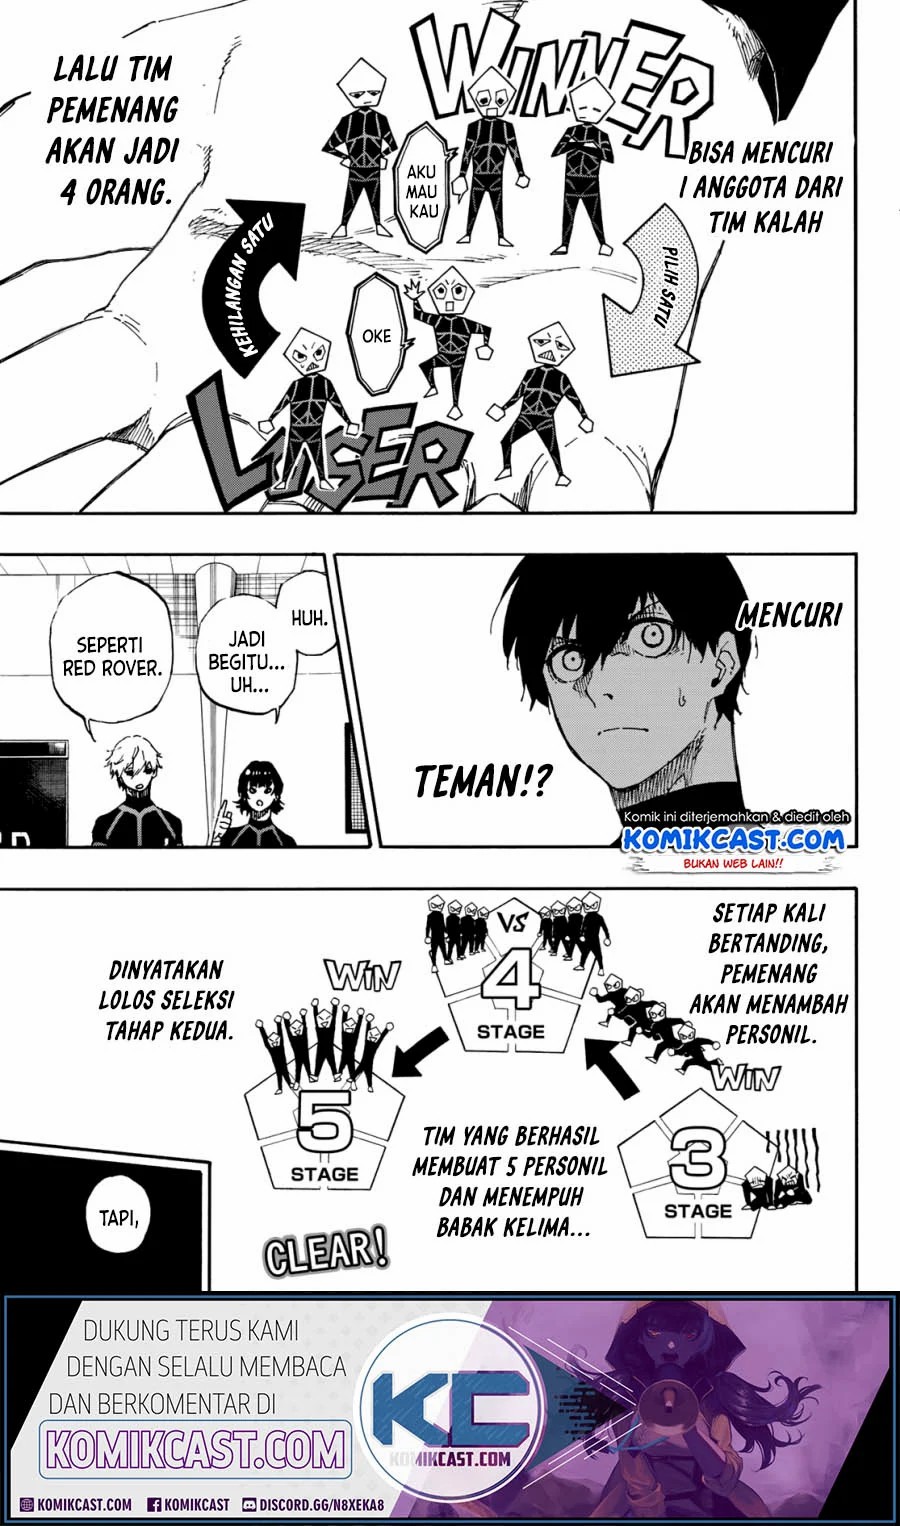 WINNER
BISA MENCURI
1 ANGGOTA DARI
TIM KALAH
LALU TIM
PEMENANG
AKAN JADI
4 ORANG.
AKU
MAU
KAU
PILIH SATU
KEHILANGAN SATU
OKE
LOSER
MENCURI
TEMAN!?
HUH.
JADI
BEGITU...
UH...
SEPERTI
RED ROVER.
Komik ini diterjemahkan & diedit oleh
KOMIKCAST.COM
BUKAN WEB LAIN!!
SETIAP KALI
BERTANDING,
PEMENANG
AKAN MENAMBAH
PERSONIL.
WIN
3
STAGE
VS
4
STAGE
TIM YANG BERHASIL
MEMBUAT 5 PERSONIL
DAN MENEMPUH
BABAK KELIMA...
WIN
5
STAGE
CLEAR!
DINYATAKAN
LOLOS SELEKSI
TAHAP KEDUA.
TAPI,
DUKUNG TERUS KAMI
DENGAN SELALU MEMBACA
DAN BERKOMENTAR DI
KOMIKCAST.COM
KOMIKCAST.COM
KOMIKCAST
DISCORD.GG/N8XEKA8
KC
KOMIKCAST.COM